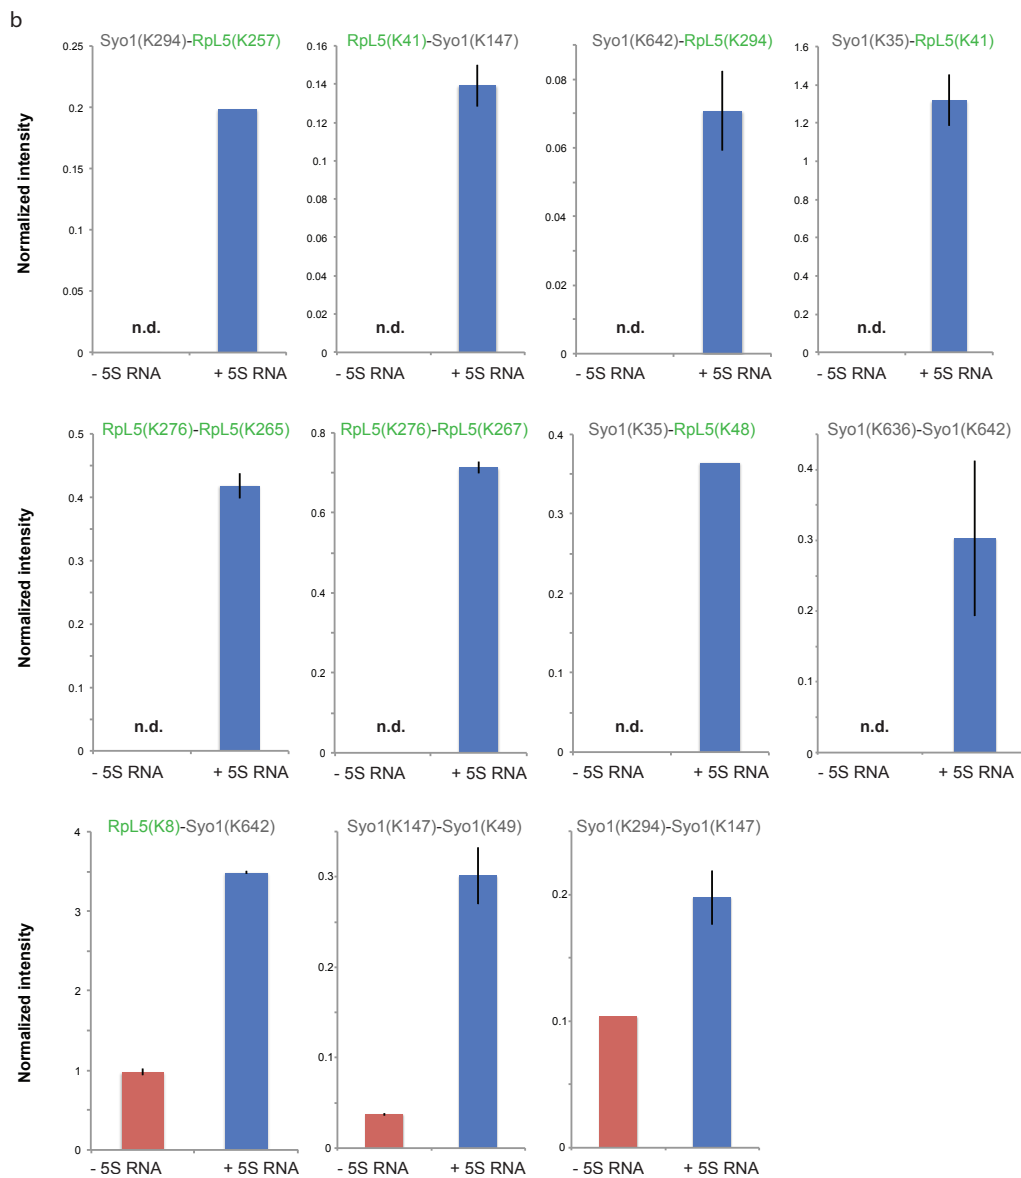 b
Syo1(K294)-RpL5(K257)
Normalized intensity
0.25
0.2
0.15
0.1
0.05
0
n.d.
- 5S RNA + 5S RNA
RpL5(K41)-Syo1(K147)
0.16
0.14
0.12
0.1
0.08
0.06
0.04
0.02
0
n.d.
- 5S RNA + 5S RNA
Syo1(K642)-RpL5(K294)
0.08
0.06
0.04
0.02
0
n.d.
- 5S RNA + 5S RNA
Syo1(K35)-RpL5(K41)
1.6
1.4
1.2
1
0.8
0.6
0.4
0.2
0
n.d.
- 5S RNA + 5S RNA
RpL5(K276)-RpL5(K265)
Normalized intensity
0.5
0.4
0.3
0.2
0.1
0
n.d.
- 5S RNA + 5S RNA
RpL5(K276)-RpL5(K267)
0.8
0.6
0.4
0.2
0
n.d.
- 5S RNA + 5S RNA
Syo1(K35)-RpL5(K48)
0.4
0.3
0.2
0.1
0
n.d.
- 5S RNA + 5S RNA
Syo1(K636)-Syo1(K642)
0.4
0.3
0.2
0.1
0
n.d.
- 5S RNA + 5S RNA
RpL5(K8)-Syo1(K642)
Normalized intensity
4
3
2
1
0
- 5S RNA + 5S RNA
Syo1(K147)-Syo1(K49)
0.3
0.2
0.1
0
- 5S RNA + 5S RNA
Syo1(K294)-Syo1(K147)
0.2
0.1
0
- 5S RNA + 5S RNA